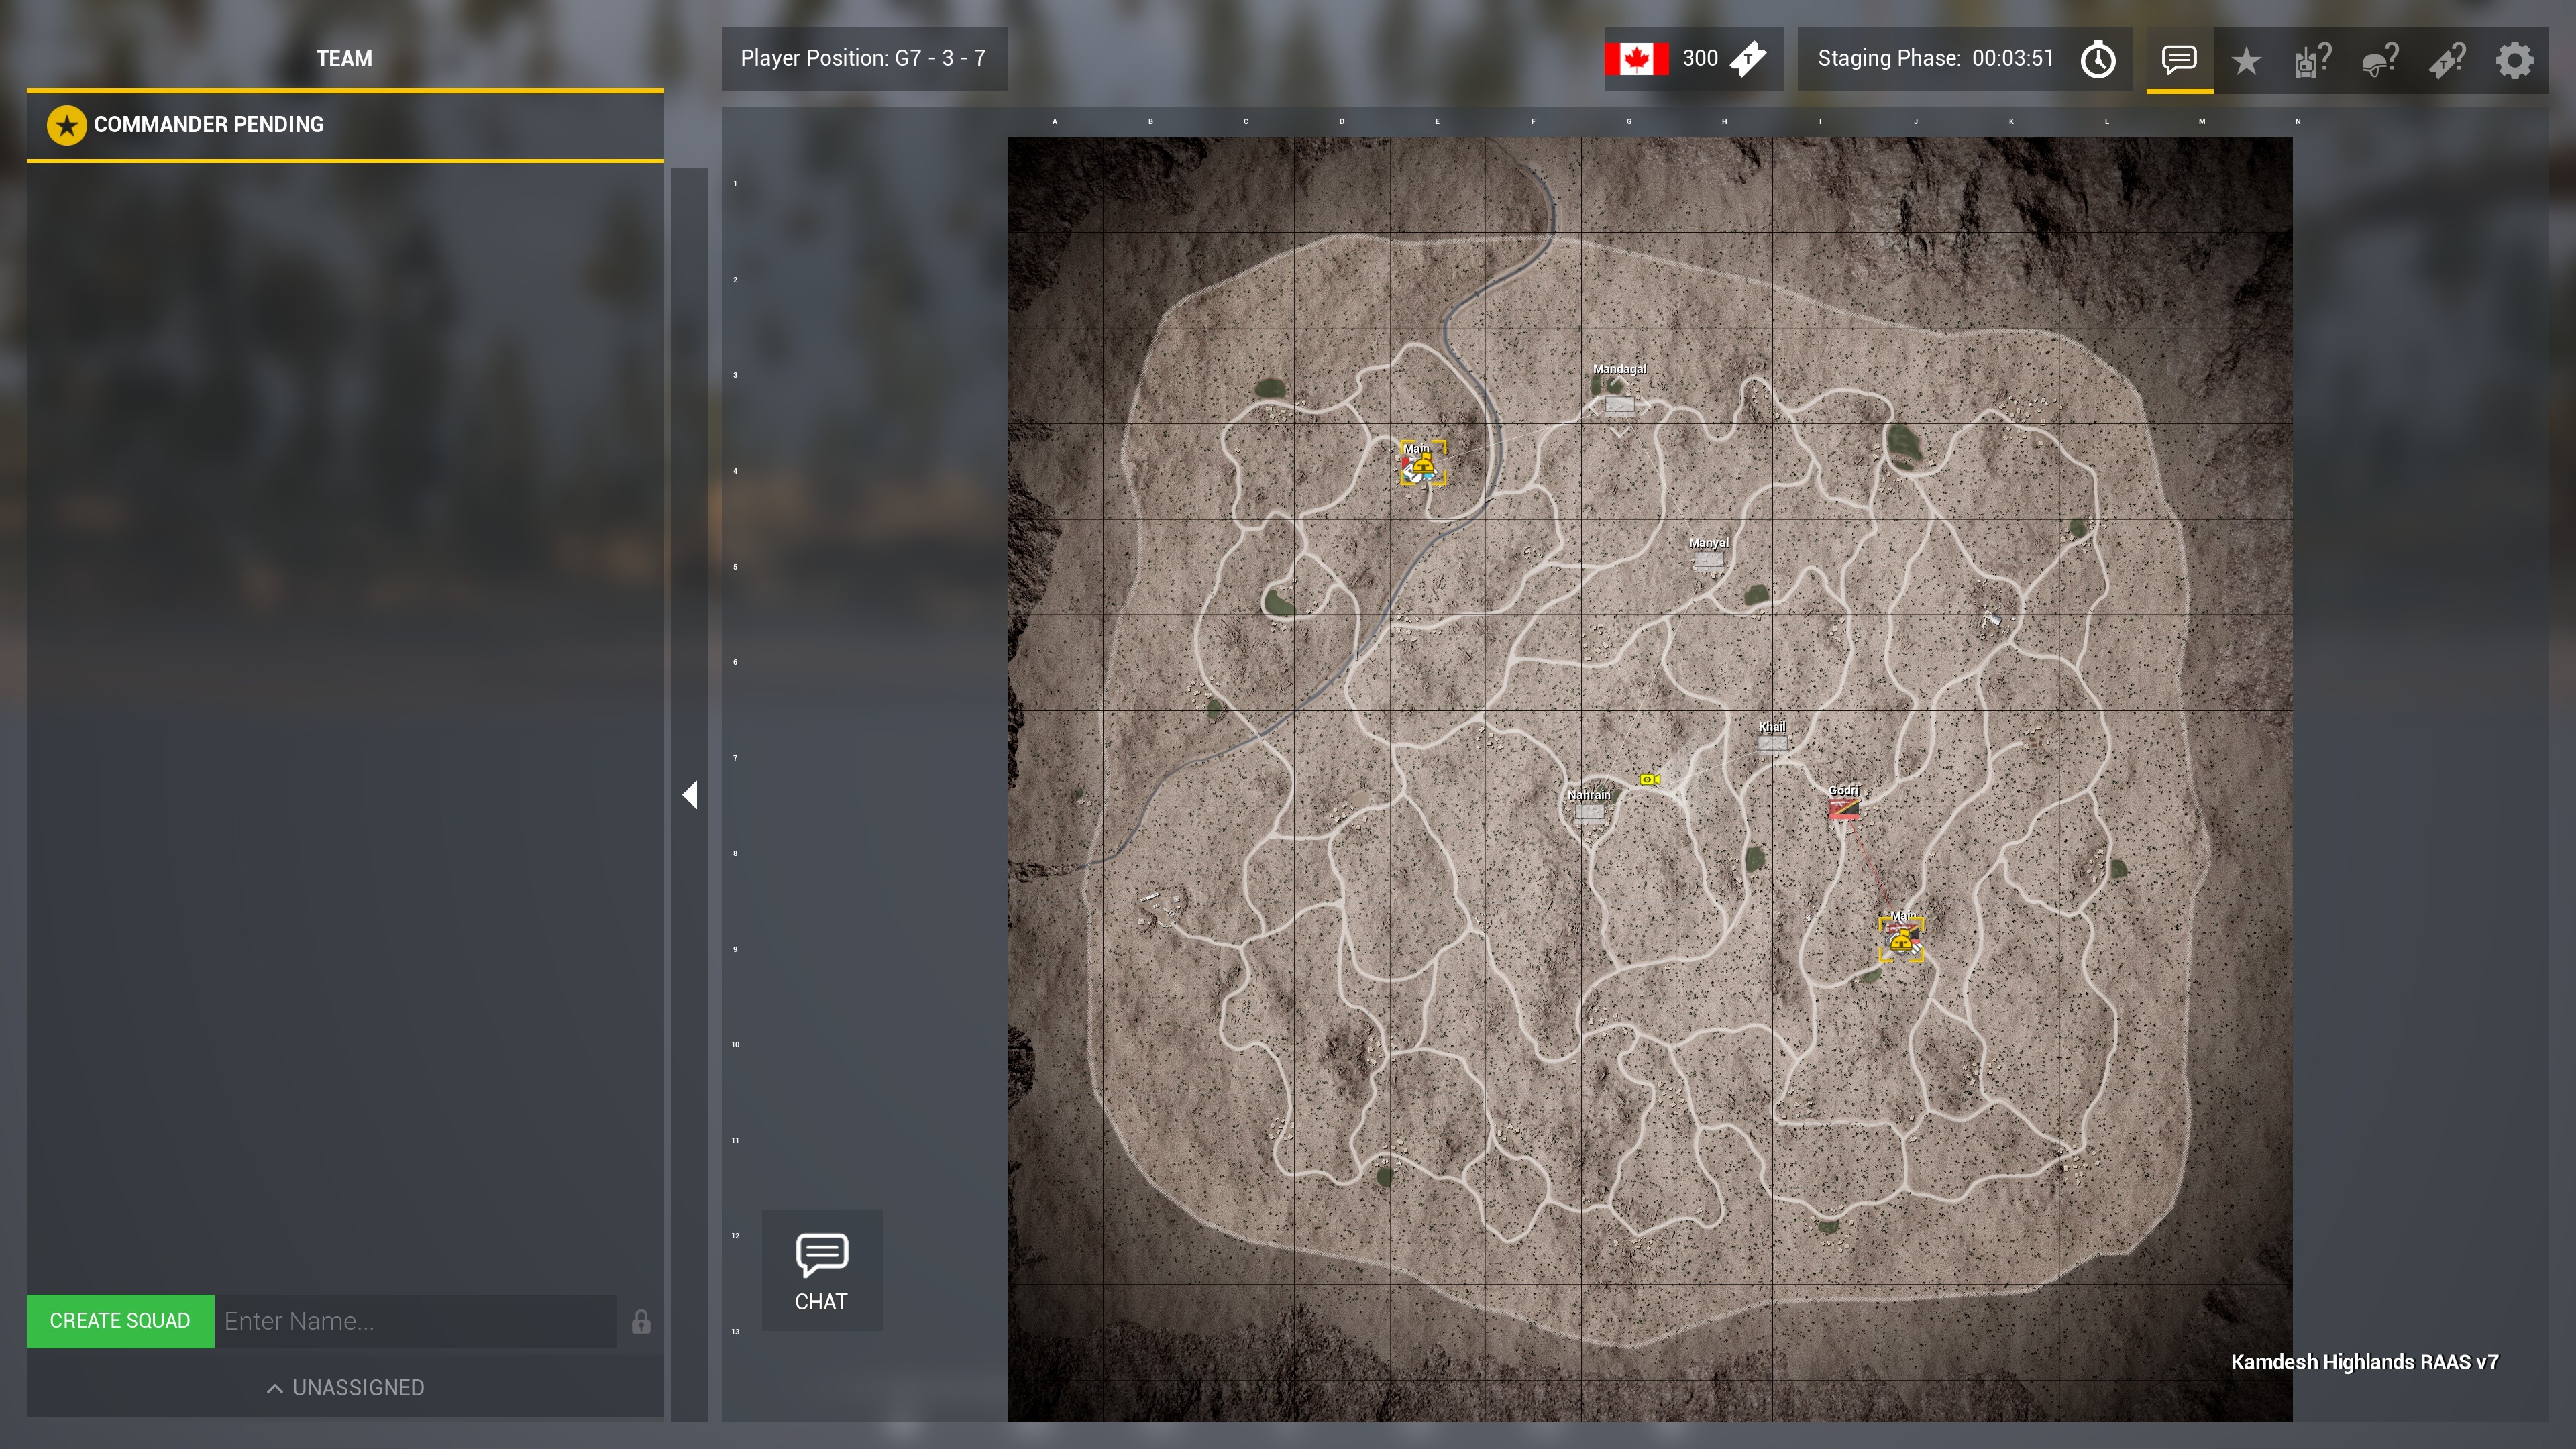 TEAM
Player Position: G7 - 3 - 7
300
T
Staging Phase: 00:03:51
? ? T?
COMMANDER PENDING
A B C D E F G H I J K L M N
1
2
3
4
5
6
7
8
9
10
11
12
13
Mandagal
Main
Manyal
Khail
Godri
Nahrain
Main
CHAT
CREATE SQUAD
Enter Name...
UNASSIGNED
Kamdesh Highlands RAAS v7